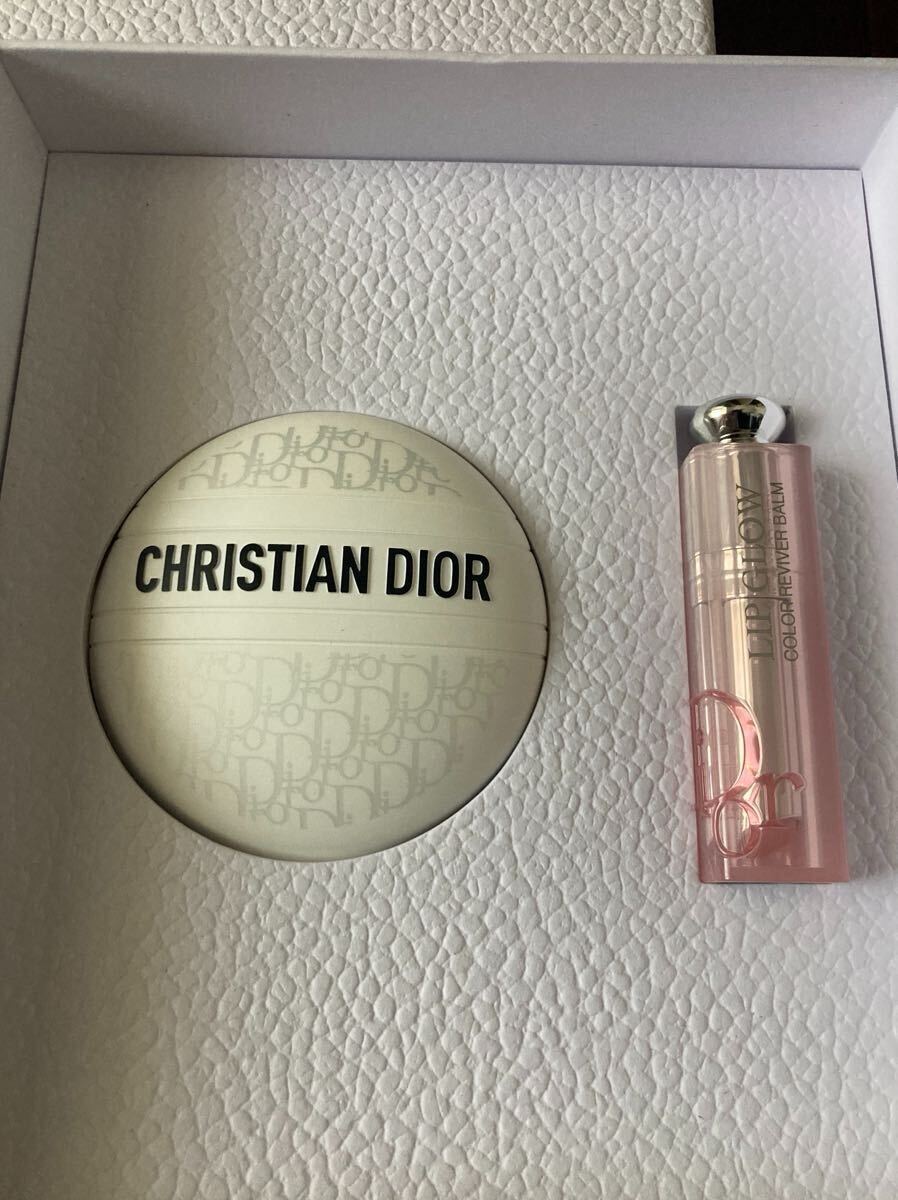 CHRISTIAN DIOR
LIP GLOW
COLOR REVIVER BALM
Dior